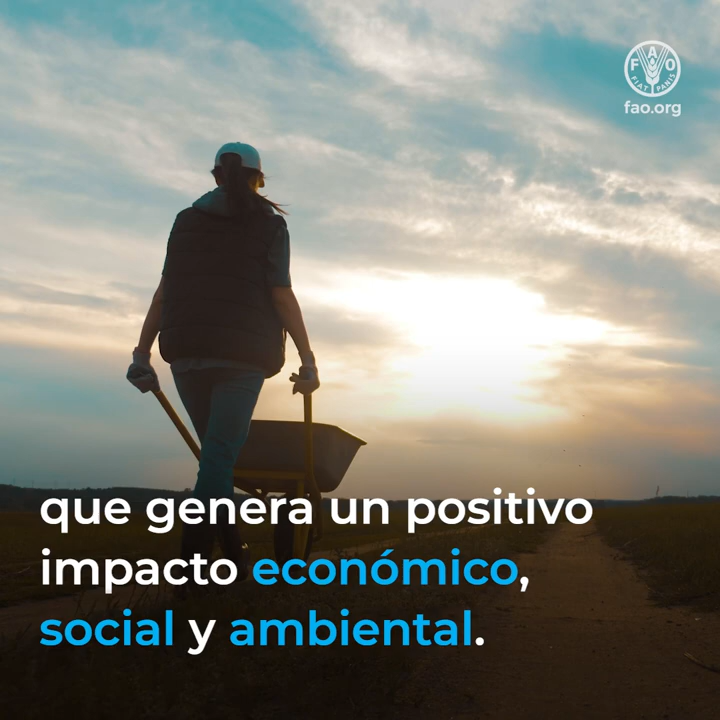 FAO
FIAT PANIS
fao.org
que genera un positivo
impacto económico,
social y ambiental.